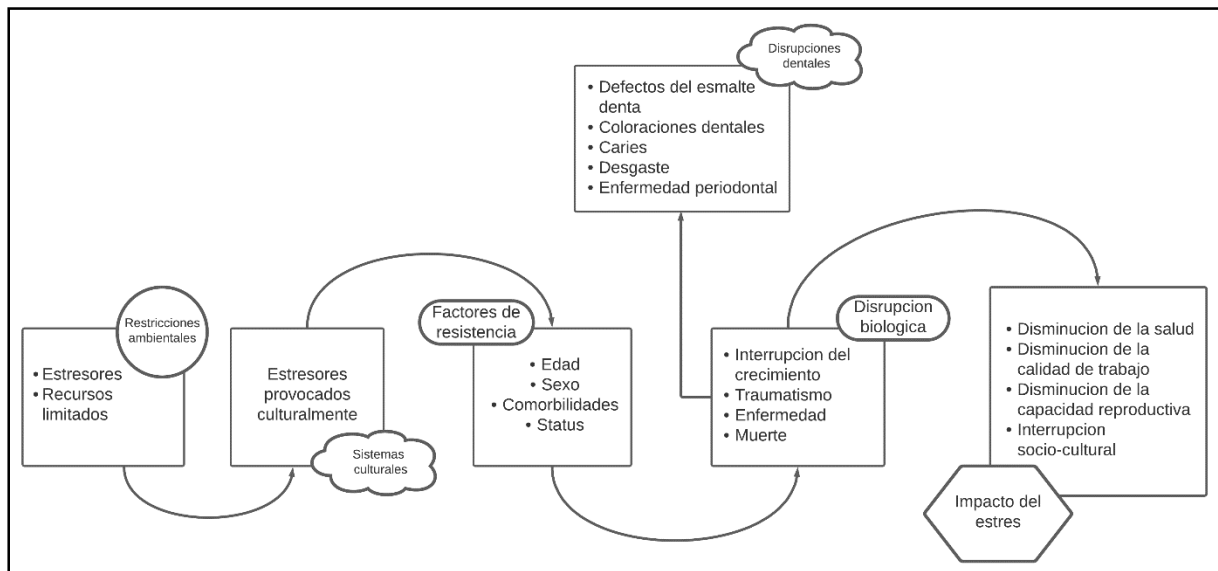 Restricciones
ambientales
• Estresores
• Recursos
limitados
Estresores
provocados
culturalmente
Sistemas
culturales
Factores de
resistencia
• Edad
• Sexo
• Comorbilidades
• Status
Disrupciones
dentales
• Defectos del esmalte
denta
• Coloraciones dentales
• Caries
• Desgaste
• Enfermedad periodontal
Disrupcion
biologica
• Interrupcion del
crecimiento
• Traumatismo
• Enfermedad
• Muerte
• Disminucion de la salud
• Disminucion de la
calidad de trabajo
• Disminucion de la
capacidad reproductiva
• Interrupcion
socio-cultural
Impacto del
estres